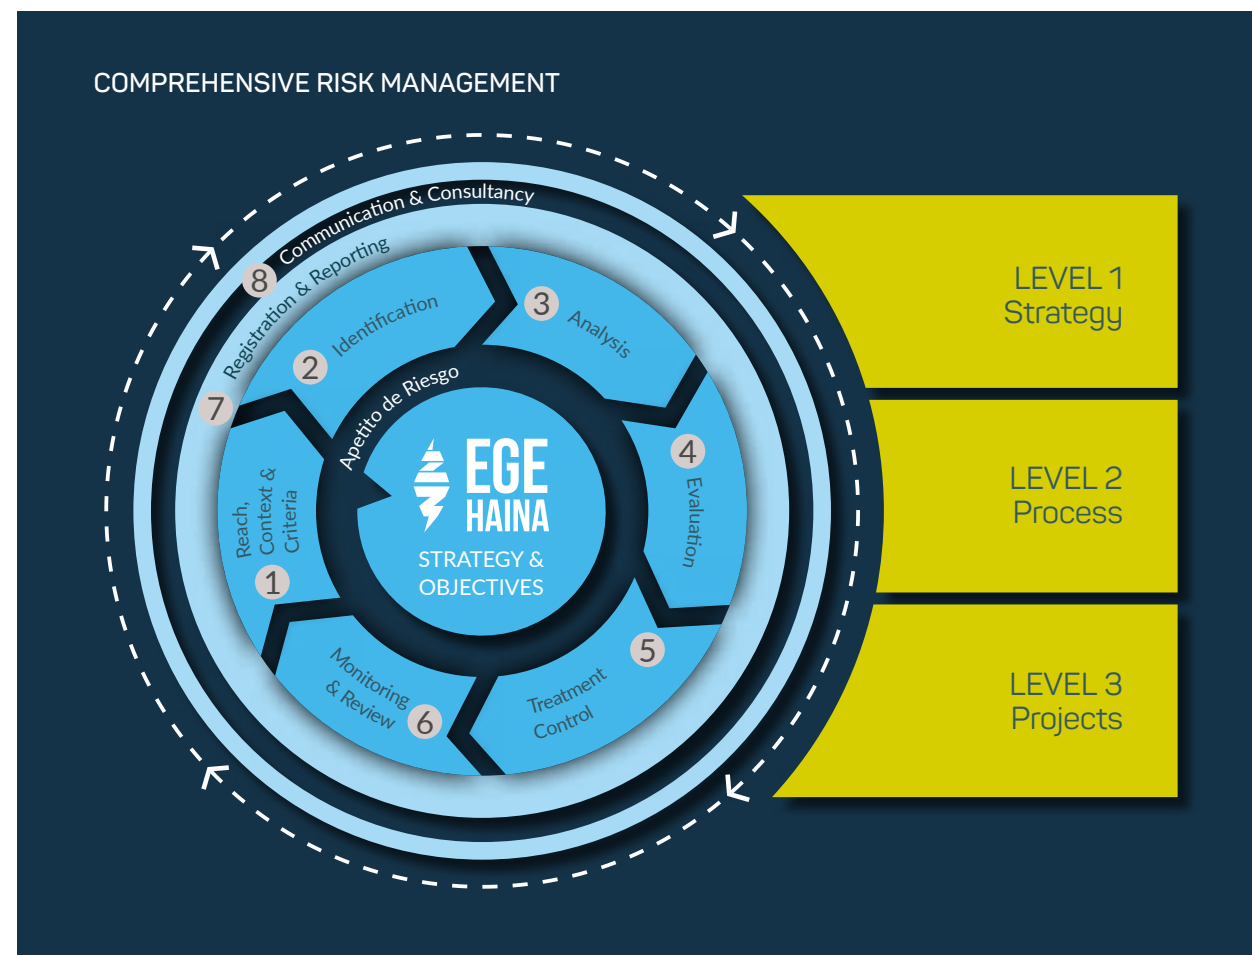 COMPREHENSIVE RISK MANAGEMENT
8
Communication & Consultancy
7
Registration & Reporting
2
Identification
3
Analysis
4
Evaluation
5
Treatment
Control
6
Monitoring
& Review
1
Reach,
Context &
Criteria
Apetito de Riesgo
EGE
HAINA
STRATEGY &
OBJECTIVES
LEVEL 1
Strategy
LEVEL 2
Process
LEVEL 3
Projects